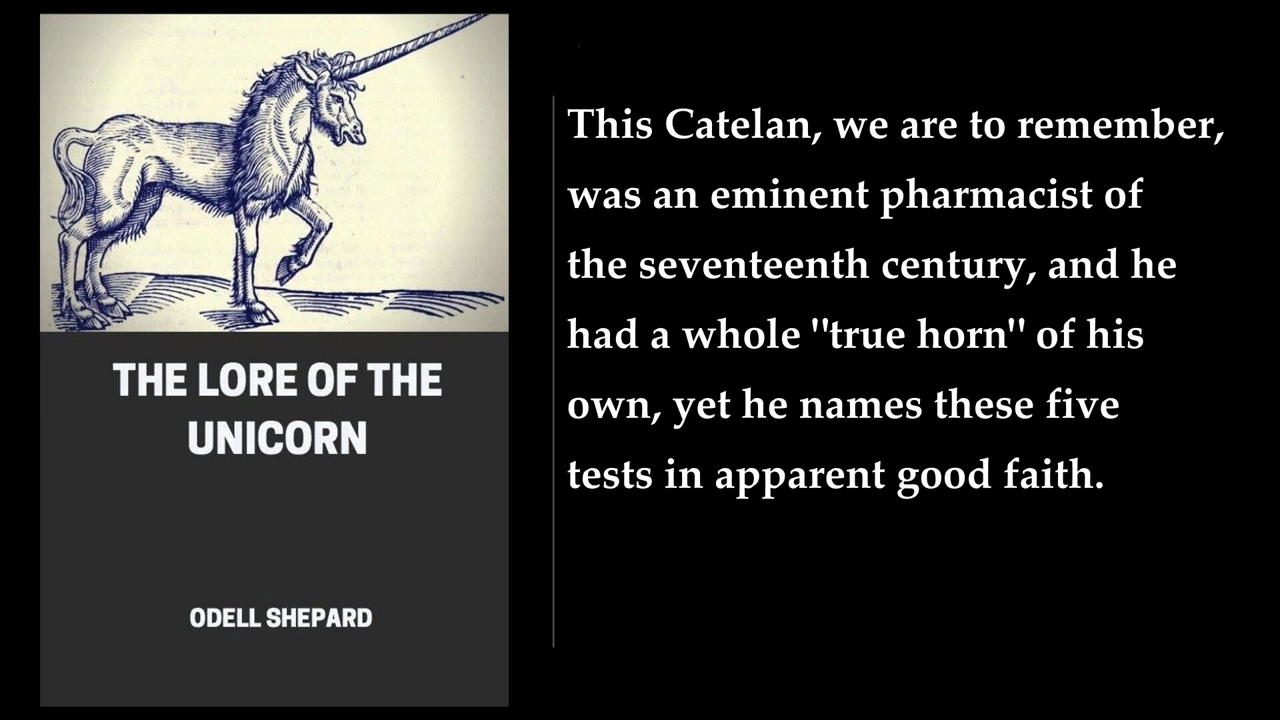 THE LORE OF THE
UNICORN
ODELL SHEPARD
This Catelan, we are to remember,
was an eminent pharmacist of
the seventeenth century, and he
had a whole "true horn" of his
own, yet he names these five
tests in apparent good faith.